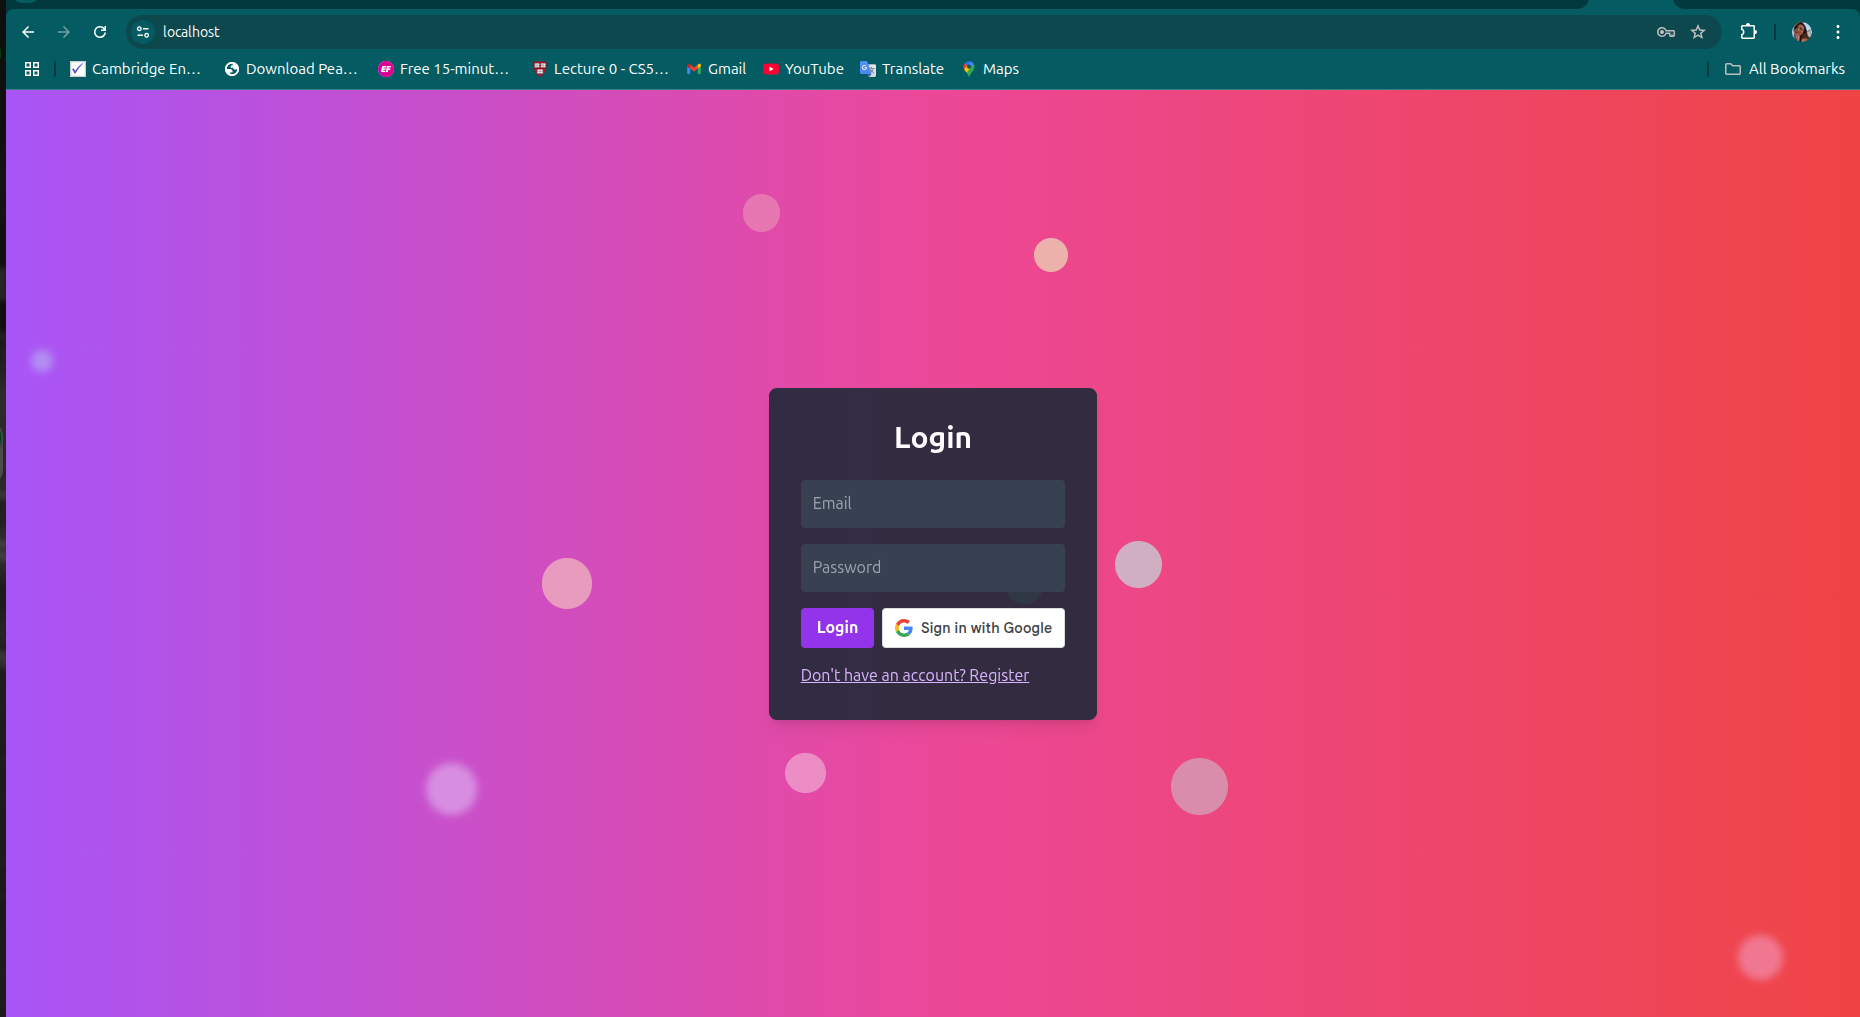 localhost
Cambridge En... Download Pea... Free 15-minut... Lecture 0 - CS5... Gmail YouTube Translate Maps All Bookmarks
Login
Email
Password
Login Sign in with Google
Don't have an account? Register